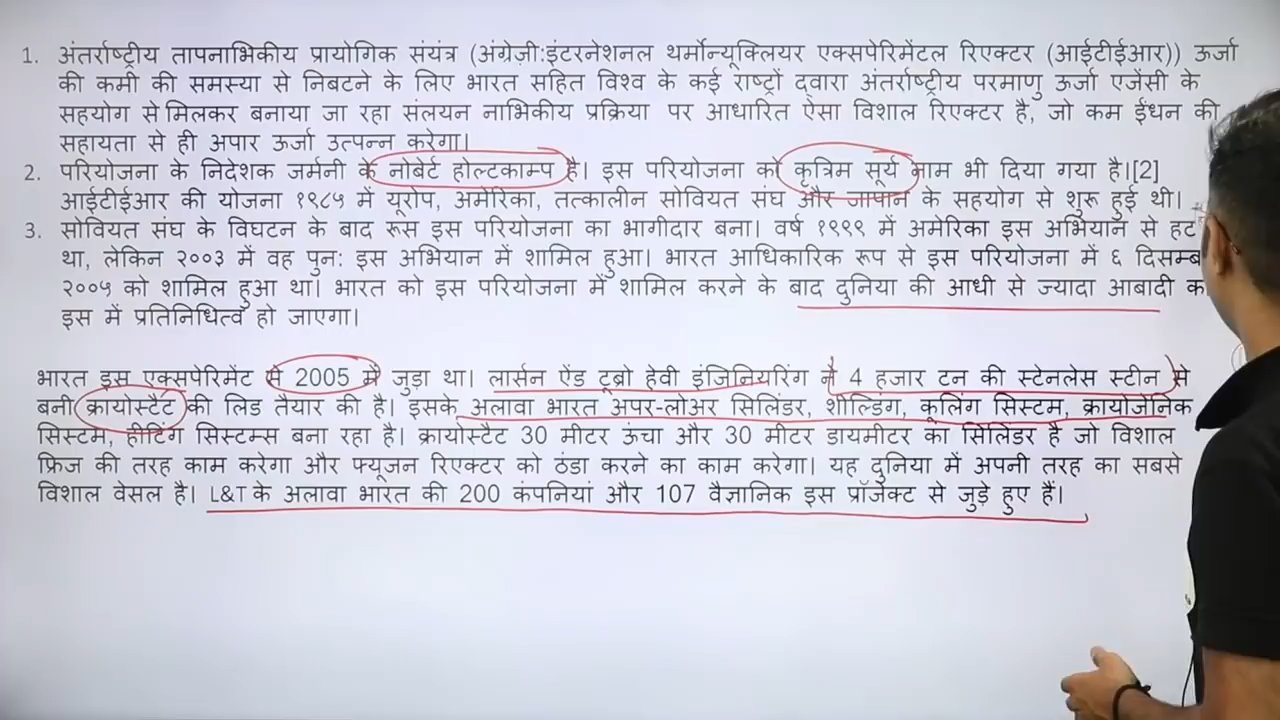 1. अंतर्राष्ट्रीय तापनाभिकीय प्रायोगिक संयंत्र (अंग्रेज़ी:इंटरनेशनल थर्मोन्यूक्लियर एक्सपेरिमेंटल रिएक्टर (आईटीईआर)) ऊर्जा
की कमी की समस्या से निबटने के लिए भारत सहित विश्व के कई राष्ट्रों द्वारा अंतर्राष्ट्रीय परमाणु ऊर्जा एजेंसी के
सहयोग से मिलकर बनाया जा रहा संलयन नाभिकीय प्रक्रिया पर आधारित ऐसा विशाल रिएक्टर है, जो कम ईंधन की
सहायता से ही अपार ऊर्जा उत्पन्न करेगा।
2. परियोजना के निदेशक जर्मनी के नोबेर्ट होल्टकाम्प है। इस परियोजना को कृत्रिम सूर्य नाम भी दिया गया है।[2]
आईटीईआर की योजना १९८५ में यूरोप, अमेरिका, तत्कालीन सोवियत संघ और जापान के सहयोग से शुरू हुई थी।
3. सोवियत संघ के विघटन के बाद रूस इस परियोजना का भागीदार बना। वर्ष १९९९ में अमेरिका इस अभियान से हट
था, लेकिन २००३ में वह पुन: इस अभियान में शामिल हुआ। भारत आधिकारिक रूप से इस परियोजना में ६
२००५ को शामिल हुआ था। भारत को इस परियोजना में शामिल करने के बाद दुनिया की आधी से ज्यादा आबादी
इस में प्रतिनिधित्व हो जाएगा।
भारत इस एक्सपेरिमेंट से 2005 में जुड़ा था। लार्सन ऐंड टूब्रो हेवी इंजिनियरिंग ने 4 हजार टन की स्टेनलेस स्टील से
बनी क्रायोस्टैट की लिड तैयार की है। इसके अलावा भारत अपर-लोअर सिलिंडर, शील्डिंग, कूलिंग सिस्टम, क्रायोजेनिक
सिस्टम, हीटिंग सिस्टम्स बना रहा है। क्रायोस्टैट 30 मीटर ऊंचा और 30 मीटर डायमीटर का सिलिंडर है जो विशाल
फ्रिज की तरह काम करेगा और फ्यूजन रिएक्टर को ठंडा करने का काम करेगा। यह दुनिया में अपनी तरह का सबसे
विशाल वेसल है। L&T के अलावा भारत की 200 कंपनियां और 107 वैज्ञानिक इस प्रॉजेक्ट से जुड़े हुए हैं।